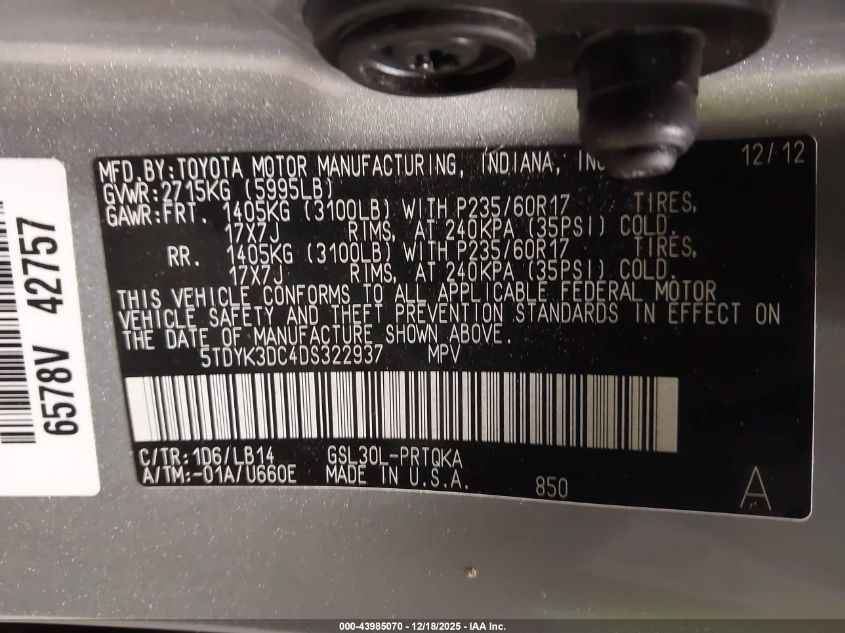 MFD. BY: TOYOTA MOTOR MANUFACTURING, INDIANA, INC 12/12
GVWR: 2715KG (5995LB)
GAWR: FRT. 1405KG (3100LB) WITH P235/60R17 TIRES,
17X7J RIMS, AT 240KPA (35PSI) COLD.
RR. 1405KG (3100LB) WITH P235/60R17 TIRES,
17X7J RIMS, AT 240KPA (35PSI) COLD.
THIS VEHICLE CONFORMS TO ALL APPLICABLE FEDERAL MOTOR
VEHICLE SAFETY AND THEFT PREVENTION STANDARDS IN EFFECT ON
THE DATE OF MANUFACTURE SHOWN ABOVE.
5TDYK3DC4DS322937 MPV
C/TR: 1D6/LB14 GSL30L-PRTQKA
A/TM:-01A/U660E MADE IN U.S.A. 850 A
6578V 42757
000-43985070 - 12/18/2025 - IAA Inc.